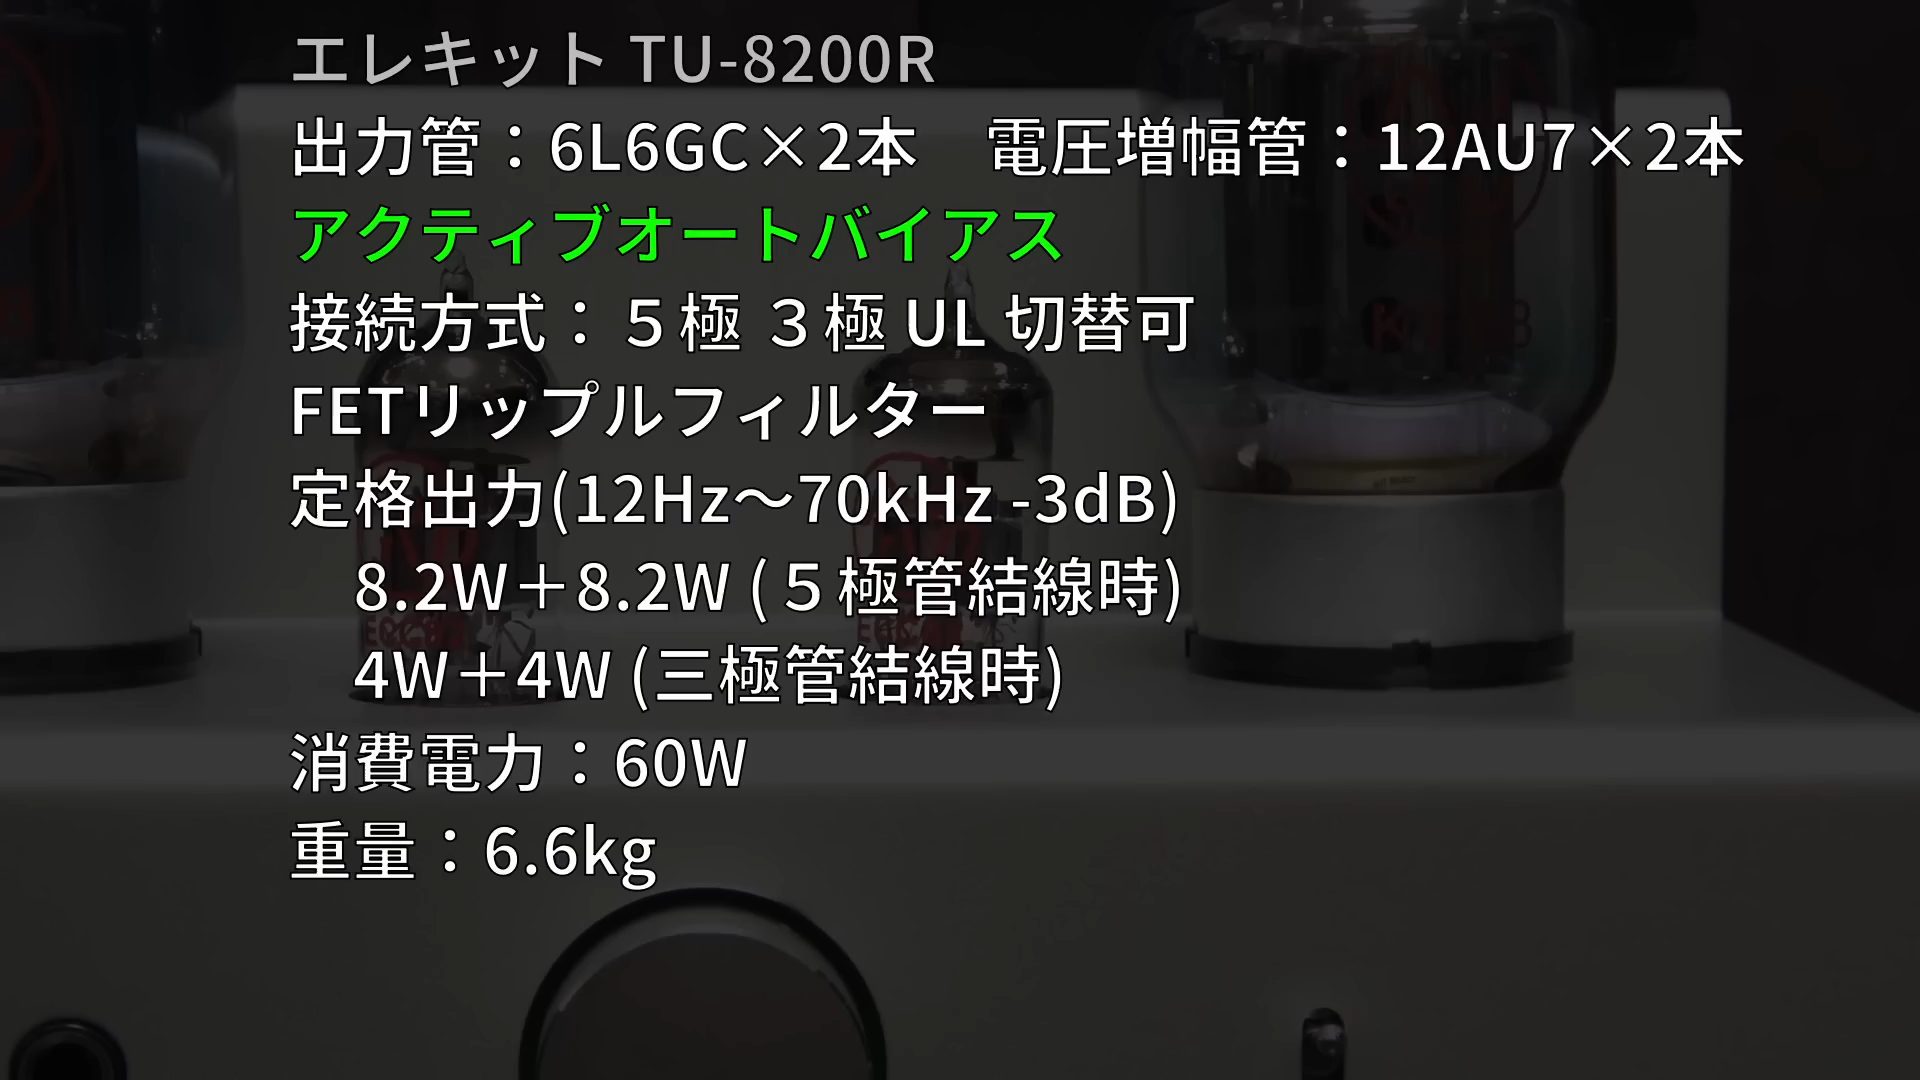 エレキット TU-8200R
出力管：6L6GC×2本　電圧増幅管：12AU7×2本
アクティブオートバイアス
接続方式：５極 ３極 UL 切替可
FETリップルフィルター
定格出力(12Hz～70kHz -3dB)
8.2W＋8.2W (５極管結線時)
4W＋4W (三極管結線時)
消費電力：60W
重量：6.6kg